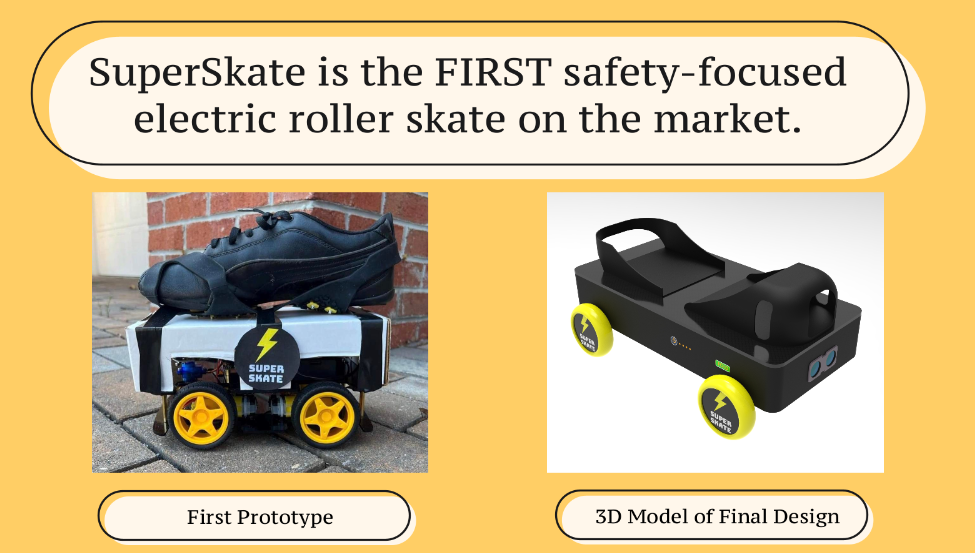 SuperSkate is the FIRST safety-focused
electric roller skate on the market.
SUPER
SKATE
SUPER
SKATE
SUPER
SKATE
First Prototype
3D Model of Final Design